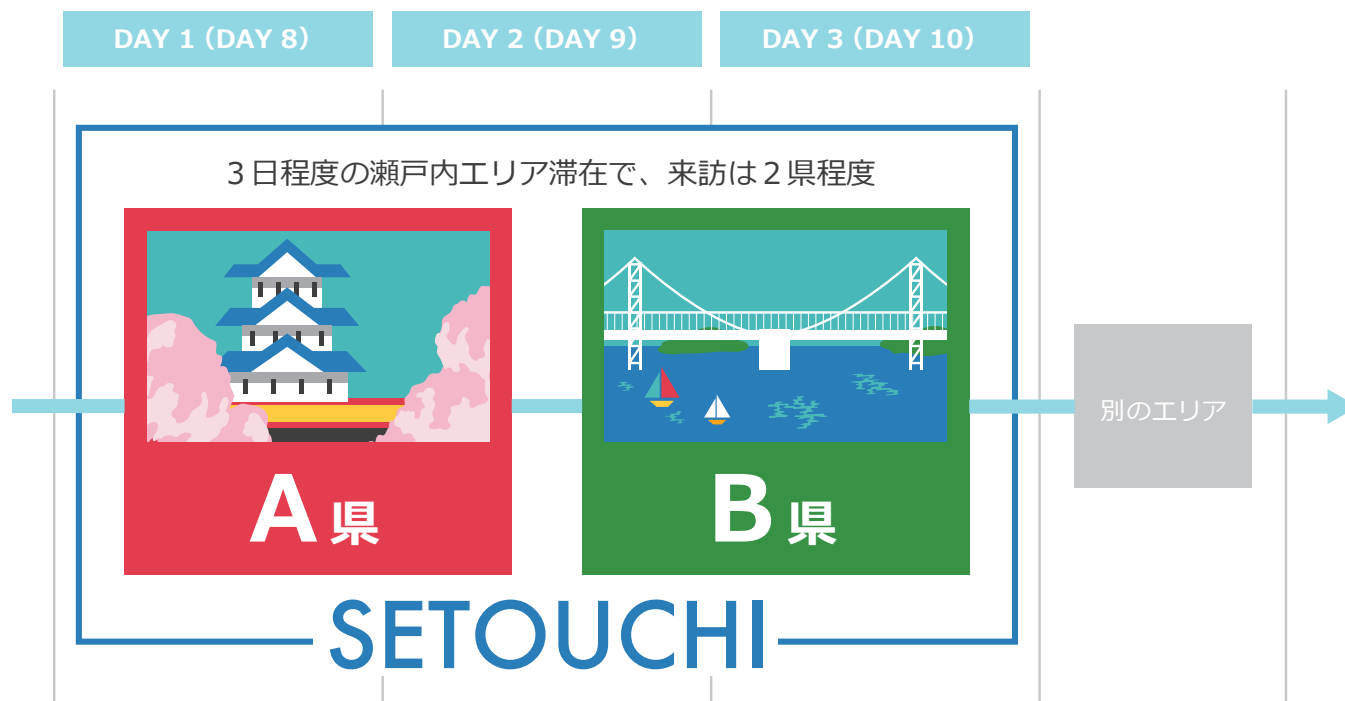 DAY 1（DAY 8）
DAY 2（DAY 9）
DAY 3（DAY 10）
３日程度の瀬戸内エリア滞在で、来訪は２県程度
A県
B県
別のエリア
SETOUCHI